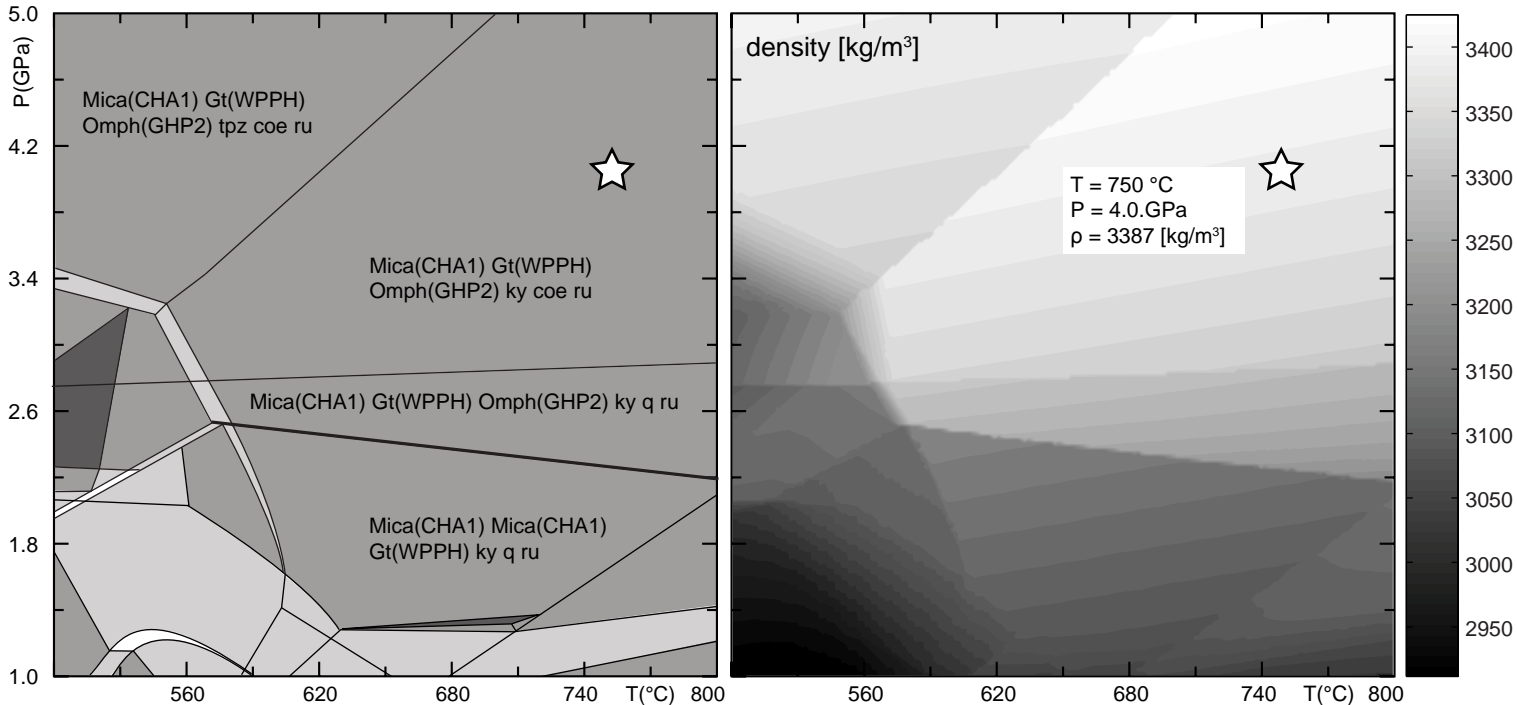 5.0
P(GPa)
4.2
3.4
2.6
1.8
1.0
Mica(CHA1) Gt(WPPH)
Omph(GHP2) tpz coe ru
Mica(CHA1) Gt(WPPH)
Omph(GHP2) ky coe ru
Mica(CHA1) Gt(WPPH) Omph(GHP2) ky q ru
Mica(CHA1) Mica(CHA1)
Gt(WPPH) ky q ru
560 620 680 740 T(°C) 800
density [kg/m³]
T = 750 °C
P = 4.0.GPa
ρ = 3387 [kg/m³]
560 620 680 740 T(°C) 800
3400
3350
3300
3250
3200
3150
3100
3050
3000
2950